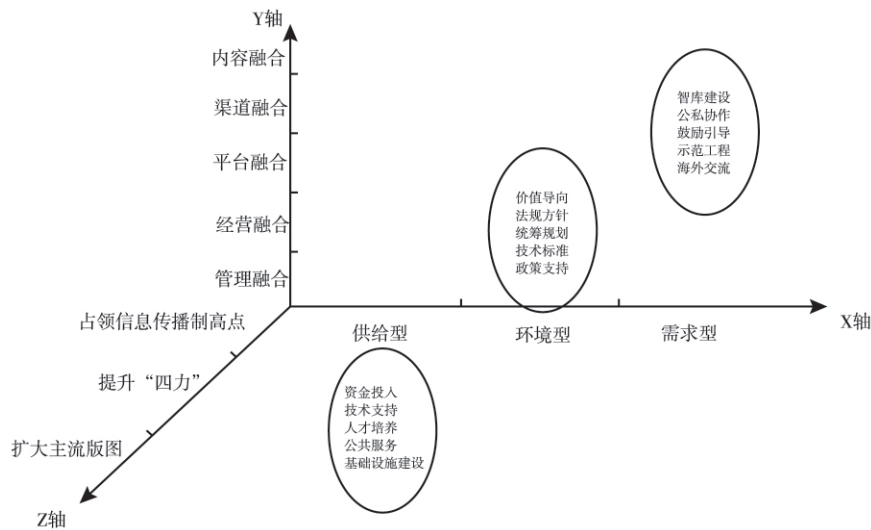 Y轴
内容融合
渠道融合
平台融合
经营融合
管理融合
智库建设
公私协作
鼓励引导
示范工程
海外交流
价值导向
法规方针
统筹规划
技术标准
政策支持
X轴
供给型
环境型
需求型
占领信息传播制高点
提升“四力”
扩大主流版图
Z轴
资金投入
技术支持
人才培养
公共服务
基础设施建设